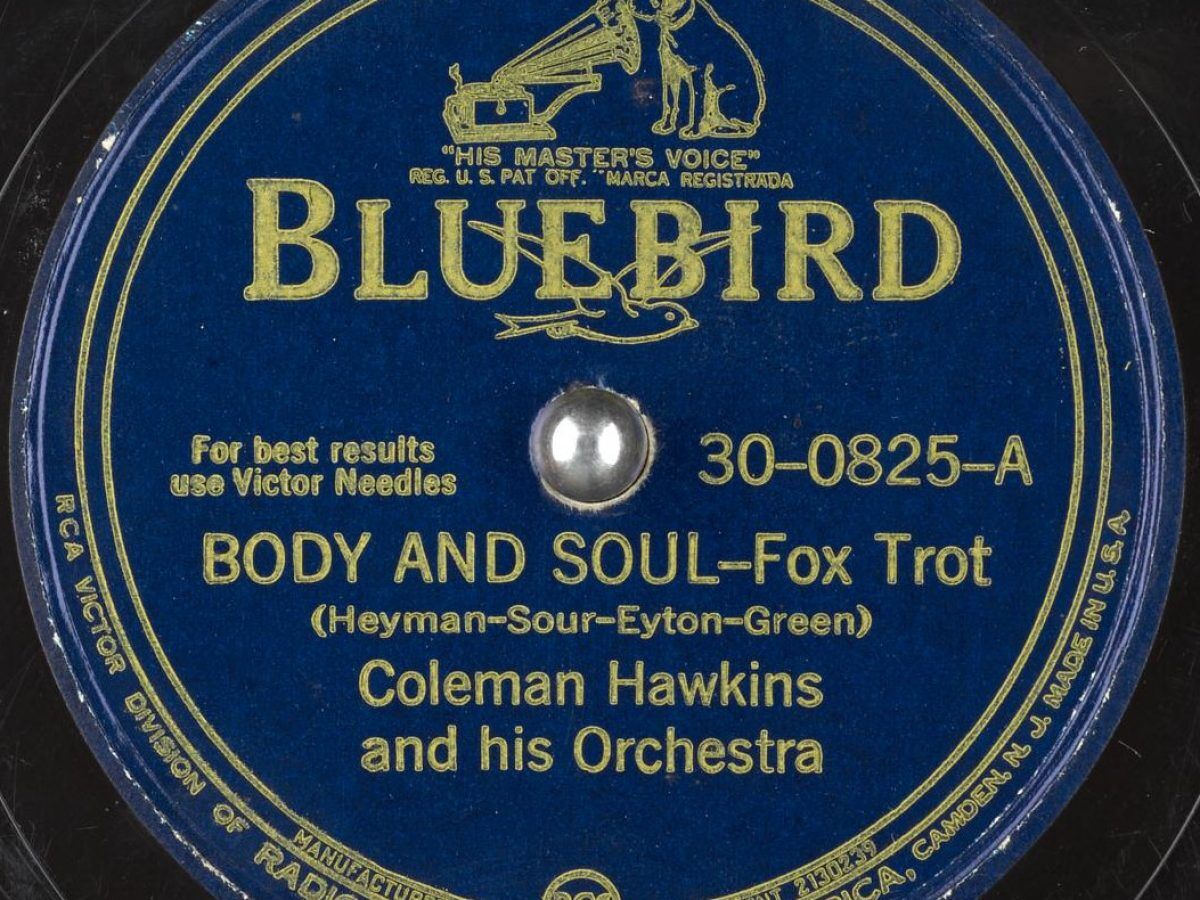 "HIS MASTER'S VOICE"
REG. U. S. PAT OFF. "MARCA REGISTRADA
BLUEBIRD
For best results
use Victor Needles
30-0825-A
BODY AND SOUL-Fox Trot
(Heyman-Sour-Eyton-Green)
Coleman Hawkins
and his Orchestra
RCA VICTOR DIVISION OF
CAMDEN, N. J. MADE IN U.S.A.
2130239